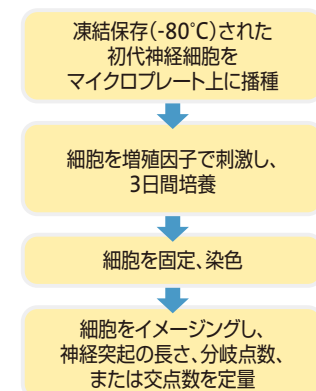 凍結保存(-80℃)された
初代神経細胞を
マイクロプレート上に播種
細胞を増殖因子で刺激し、
3日間培養
細胞を固定、染色
細胞をイメージングし、
神経突起の長さ、分岐点数、
または交点数を定量